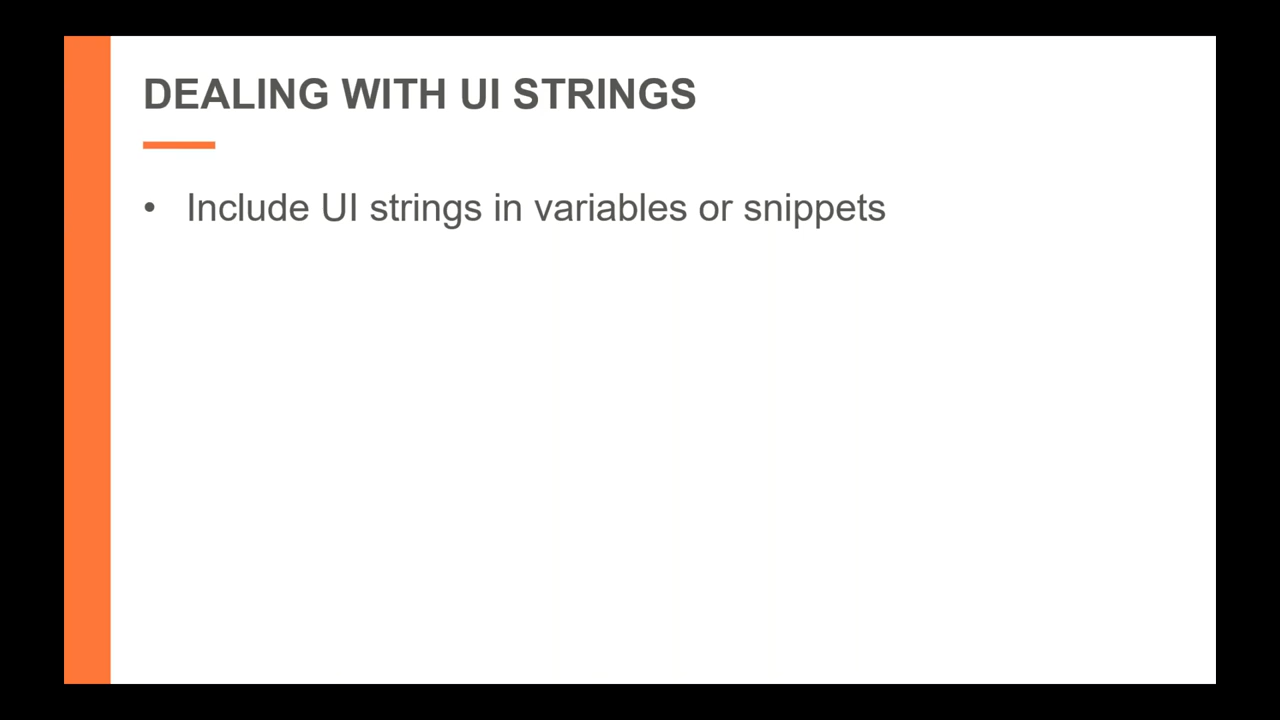 DEALING WITH UI STRINGS
• Include UI strings in variables or snippets